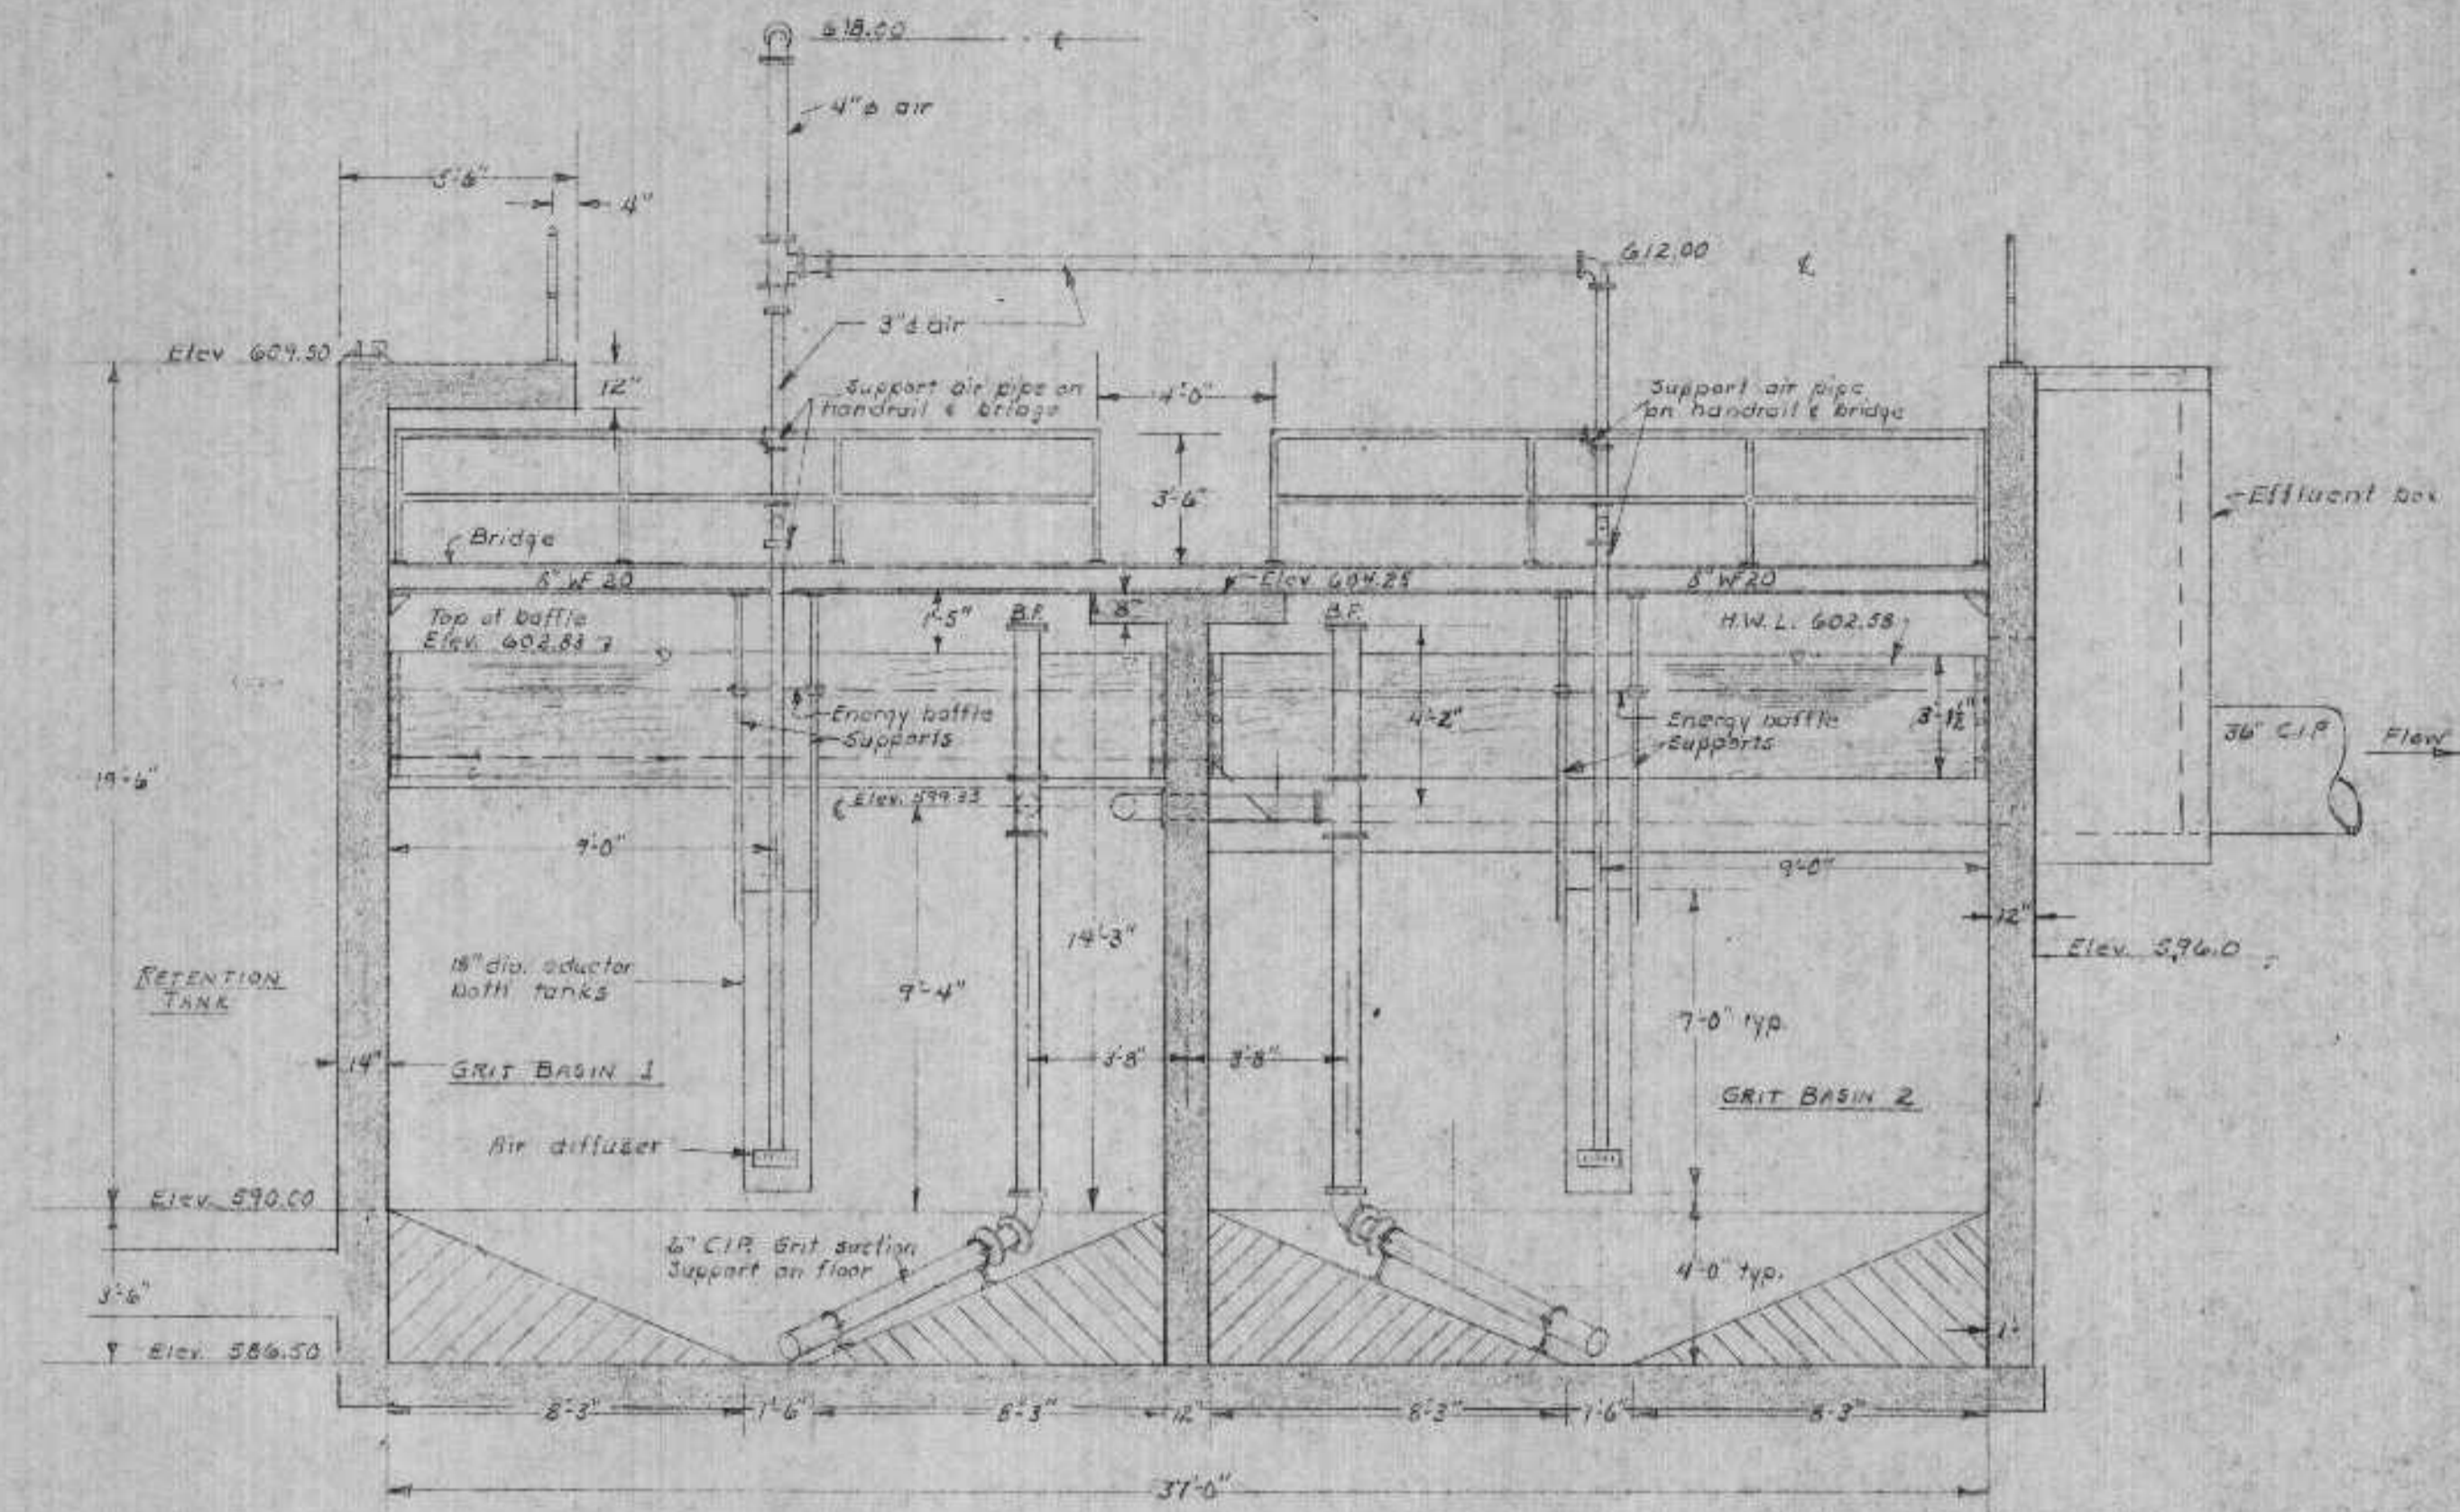 618.00 ℄
4"ø air
5'-6"
4"
612.00 ℄
3"ø air
Elev 609.50
12"
Support air pipe on
handrail & bridge
4'-0"
Support air pipe
on handrail & bridge
3'-6"
Effluent box
Bridge
8" WF 20
Elev. 604.25
8" WF 20
Top of baffle
Elev. 602.83
1'-5"
B.F.
8"
B.F.
H.W.L. 602.58
Energy baffle
Supports
4'-2"
Energy baffle
Supports
3'-1½"
36" C.I.P.
Flow
19'-6"
℄ Elev. 599.33
9'-0"
9'-0"
12"
14'-3"
Elev. 596.0
RETENTION
TANK
18" dia. eductor
both tanks
9'-4"
7'-0" typ.
14"
GRIT BASIN 1
3'-8"
3'-8"
GRIT BASIN 2
Air diffuser
Elev. 590.00
6" C.I.P. Grit suction
Support on floor
4'-0" typ.
3'-6"
Elev. 586.50
8'-3"
1'-6"
8'-3"
12"
8'-3"
1'-6"
8'-3"
37'-0"